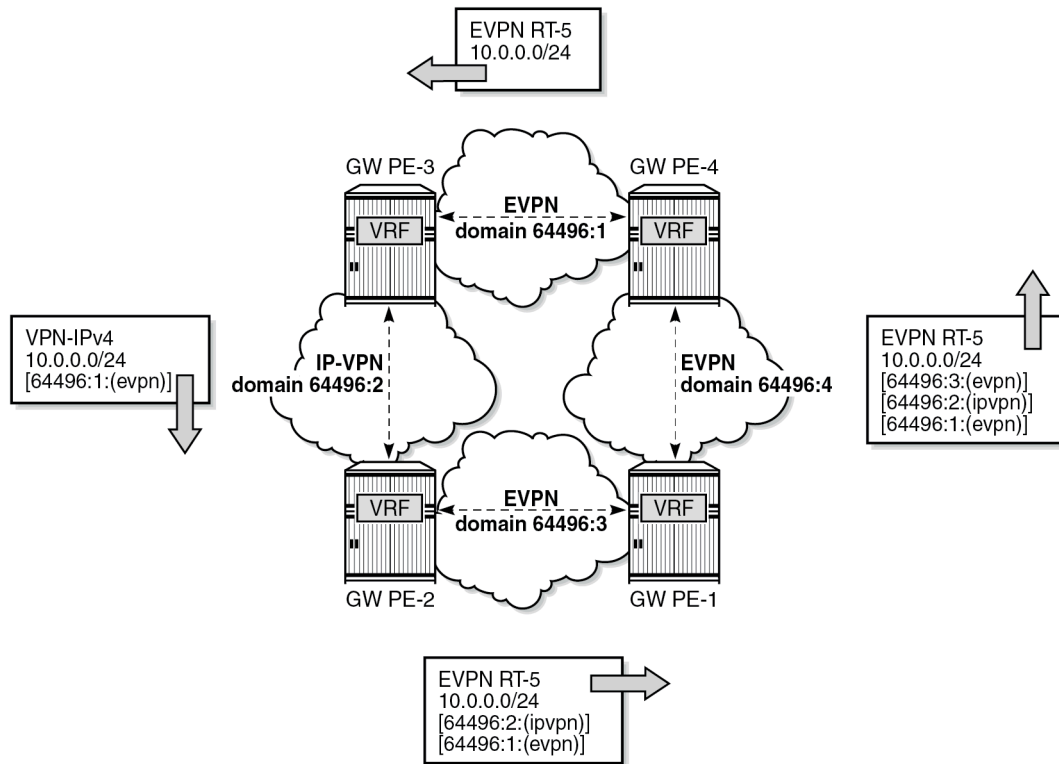 EVPN RT-5
10.0.0.0/24
GW PE-3
GW PE-4
EVPN
domain 64496:1
VRF
VRF
VPN-IPv4
10.0.0.0/24
[64496:1:(evpn)]
IP-VPN
domain 64496:2
EVPN
domain 64496:4
EVPN RT-5
10.0.0.0/24
[64496:3:(evpn)]
[64496:2:(ipvpn)]
[64496:1:(evpn)]
VRF
EVPN
domain 64496:3
VRF
GW PE-2
GW PE-1
EVPN RT-5
10.0.0.0/24
[64496:2:(ipvpn)]
[64496:1:(evpn)]